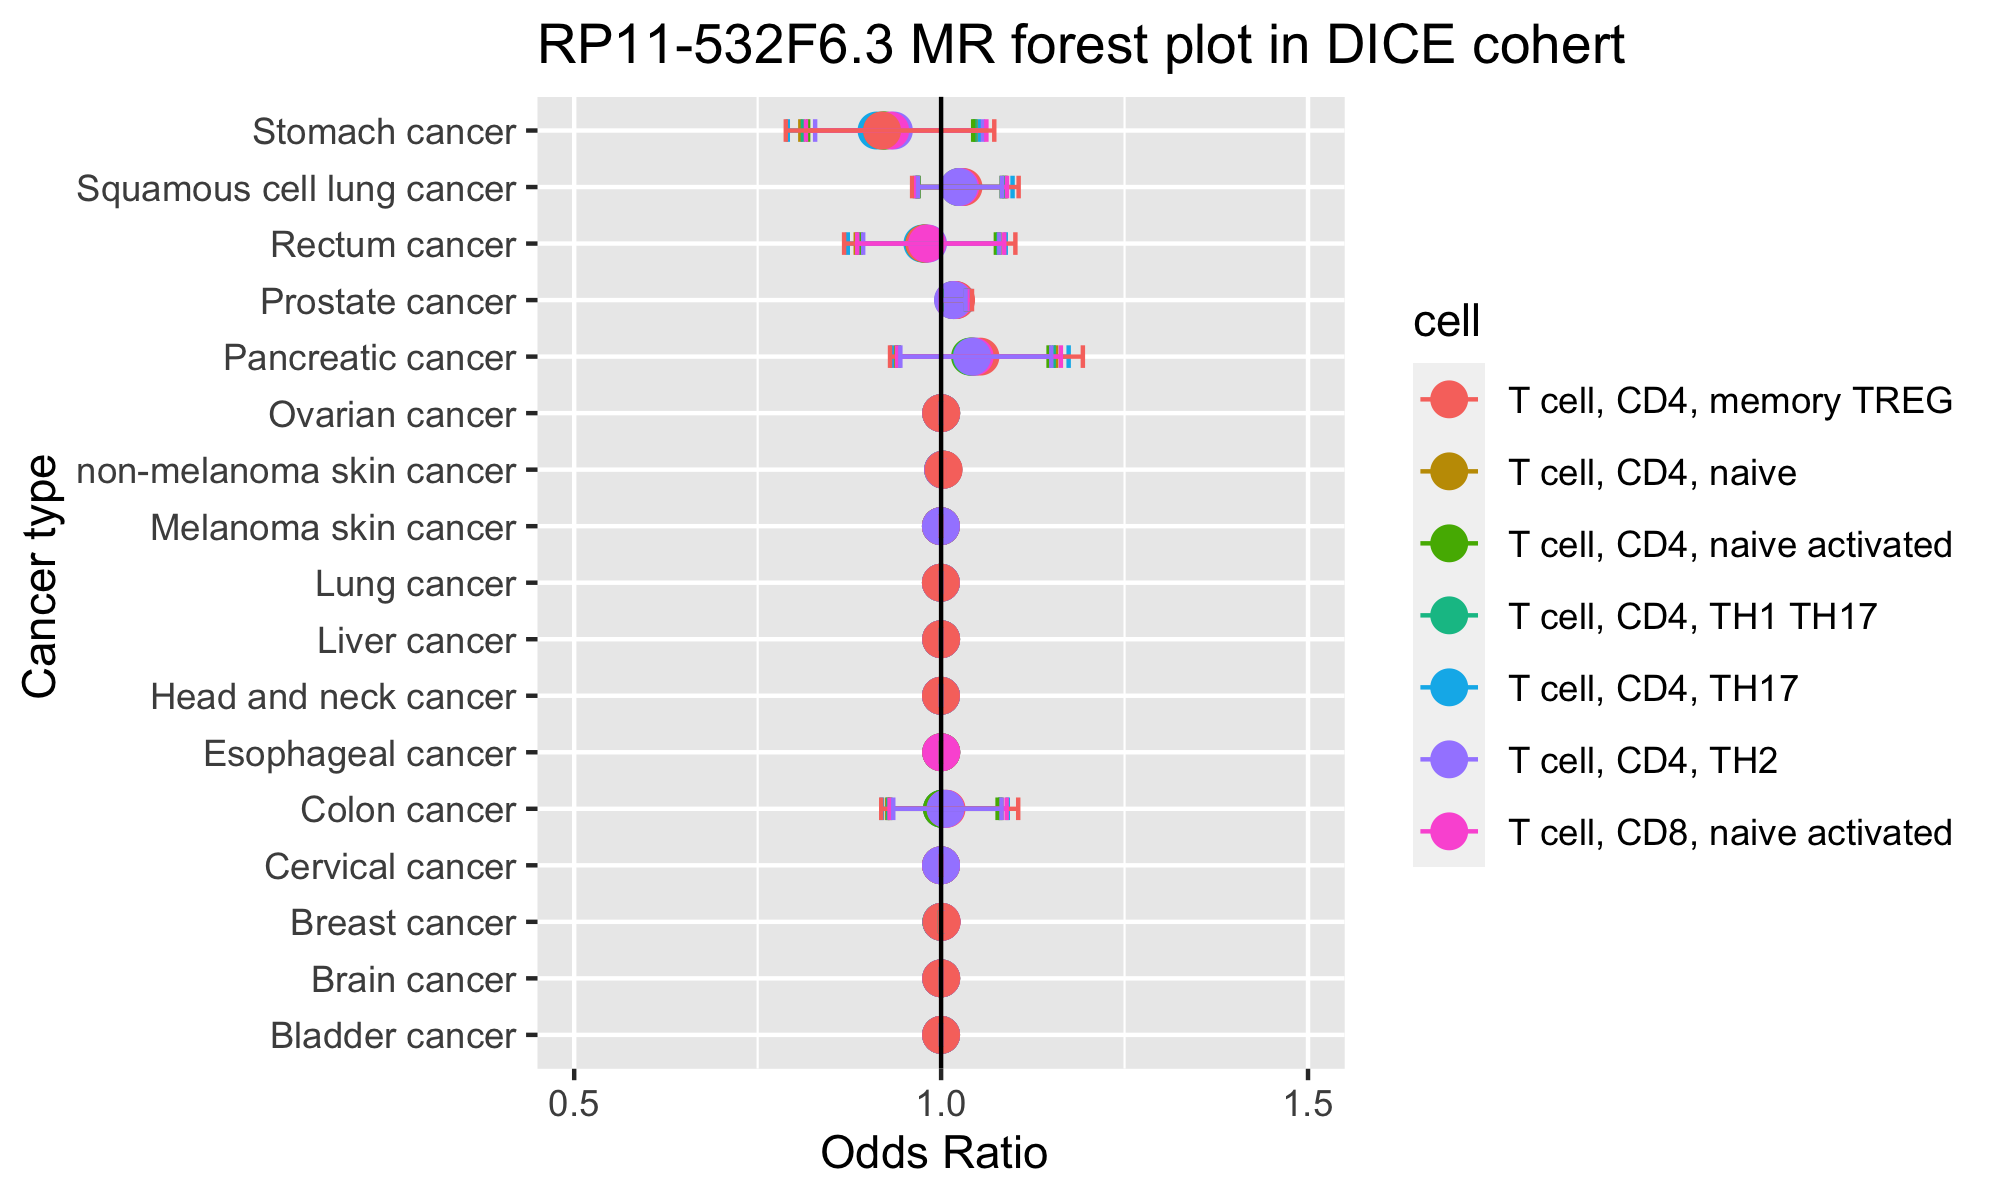 RP11-532F6.3 MR forest plot in DICE cohert
Cancer type
Stomach cancer
Squamous cell lung cancer
Rectum cancer
Prostate cancer
Pancreatic cancer
Ovarian cancer
non-melanoma skin cancer
Melanoma skin cancer
Lung cancer
Liver cancer
Head and neck cancer
Esophageal cancer
Colon cancer
Cervical cancer
Breast cancer
Brain cancer
Bladder cancer
0.5 1.0 1.5
Odds Ratio
cell
T cell, CD4, memory TREG
T cell, CD4, naive
T cell, CD4, naive activated
T cell, CD4, TH1 TH17
T cell, CD4, TH17
T cell, CD4, TH2
T cell, CD8, naive activated